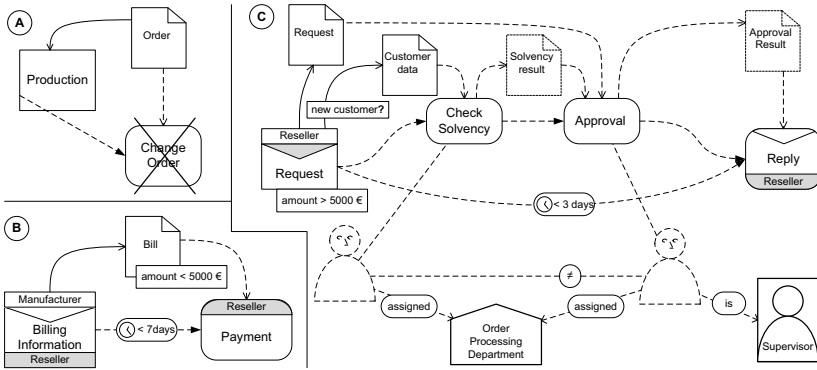 A
Order
Production
Change
Order
B
Bill
amount < 5000 €
Manufacturer
Billing
Information
Reseller
< 7days
Reseller
Payment
C
Request
Customer
data
Solvency
result
Approval
Result
new customer?
Check
Solvency
Approval
Reseller
Request
amount > 5000 €
Reply
Reseller
< 3 days
≠
assigned
assigned
is
Order
Processing
Department
Supervisor